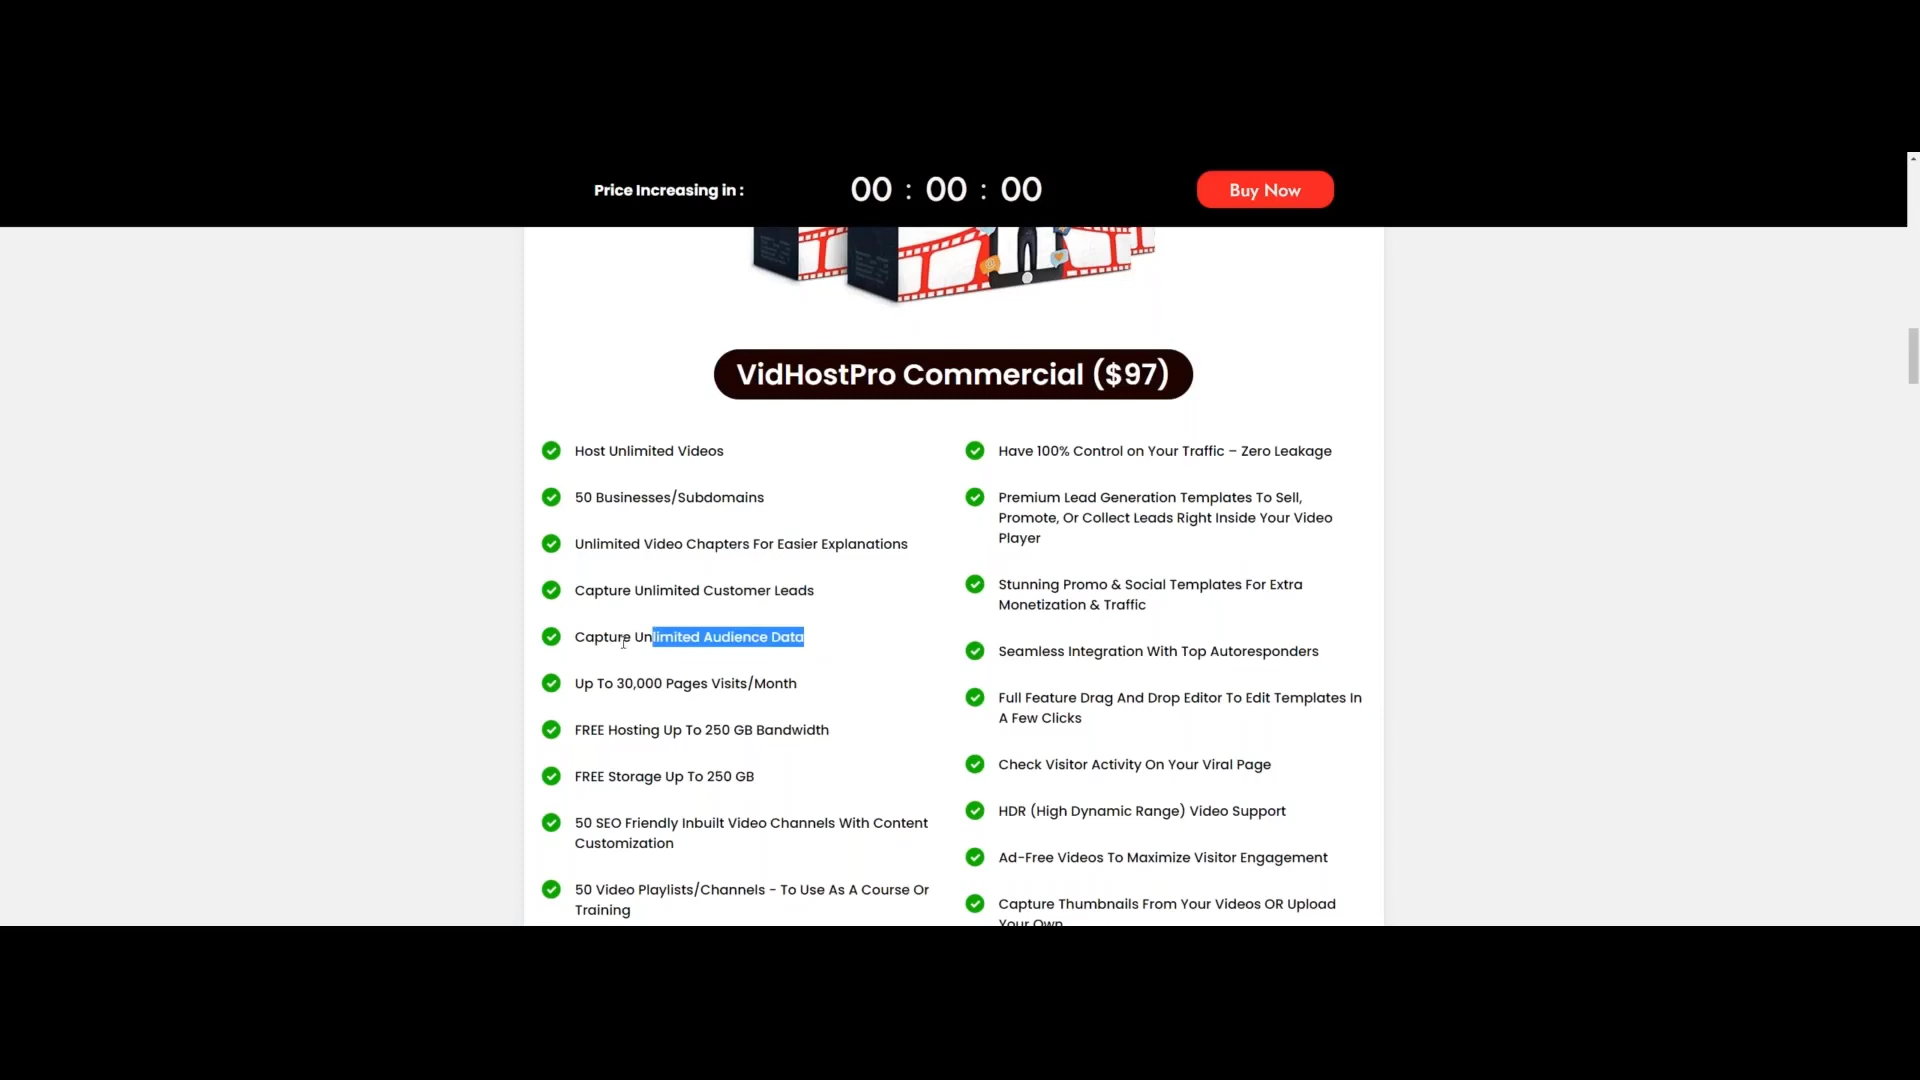 Price Increasing in :
00 : 00 : 00
Buy Now
VidHostPro Commercial ($97)
Host Unlimited Videos
50 Businesses/Subdomains
Unlimited Video Chapters For Easier Explanations
Capture Unlimited Customer Leads
Capture Unlimited Audience Data
Up To 30,000 Pages Visits/Month
FREE Hosting Up To 250 GB Bandwidth
FREE Storage Up To 250 GB
50 SEO Friendly Inbuilt Video Channels With Content
Customization
50 Video Playlists/Channels - To Use As A Course Or
Training
Have 100% Control on Your Traffic – Zero Leakage
Premium Lead Generation Templates To Sell,
Promote, Or Collect Leads Right Inside Your Video
Player
Stunning Promo & Social Templates For Extra
Monetization & Traffic
Seamless Integration With Top Autoresponders
Full Feature Drag And Drop Editor To Edit Templates In
A Few Clicks
Check Visitor Activity On Your Viral Page
HDR (High Dynamic Range) Video Support
Ad-Free Videos To Maximize Visitor Engagement
Capture Thumbnails From Your Videos OR Upload
Your Own